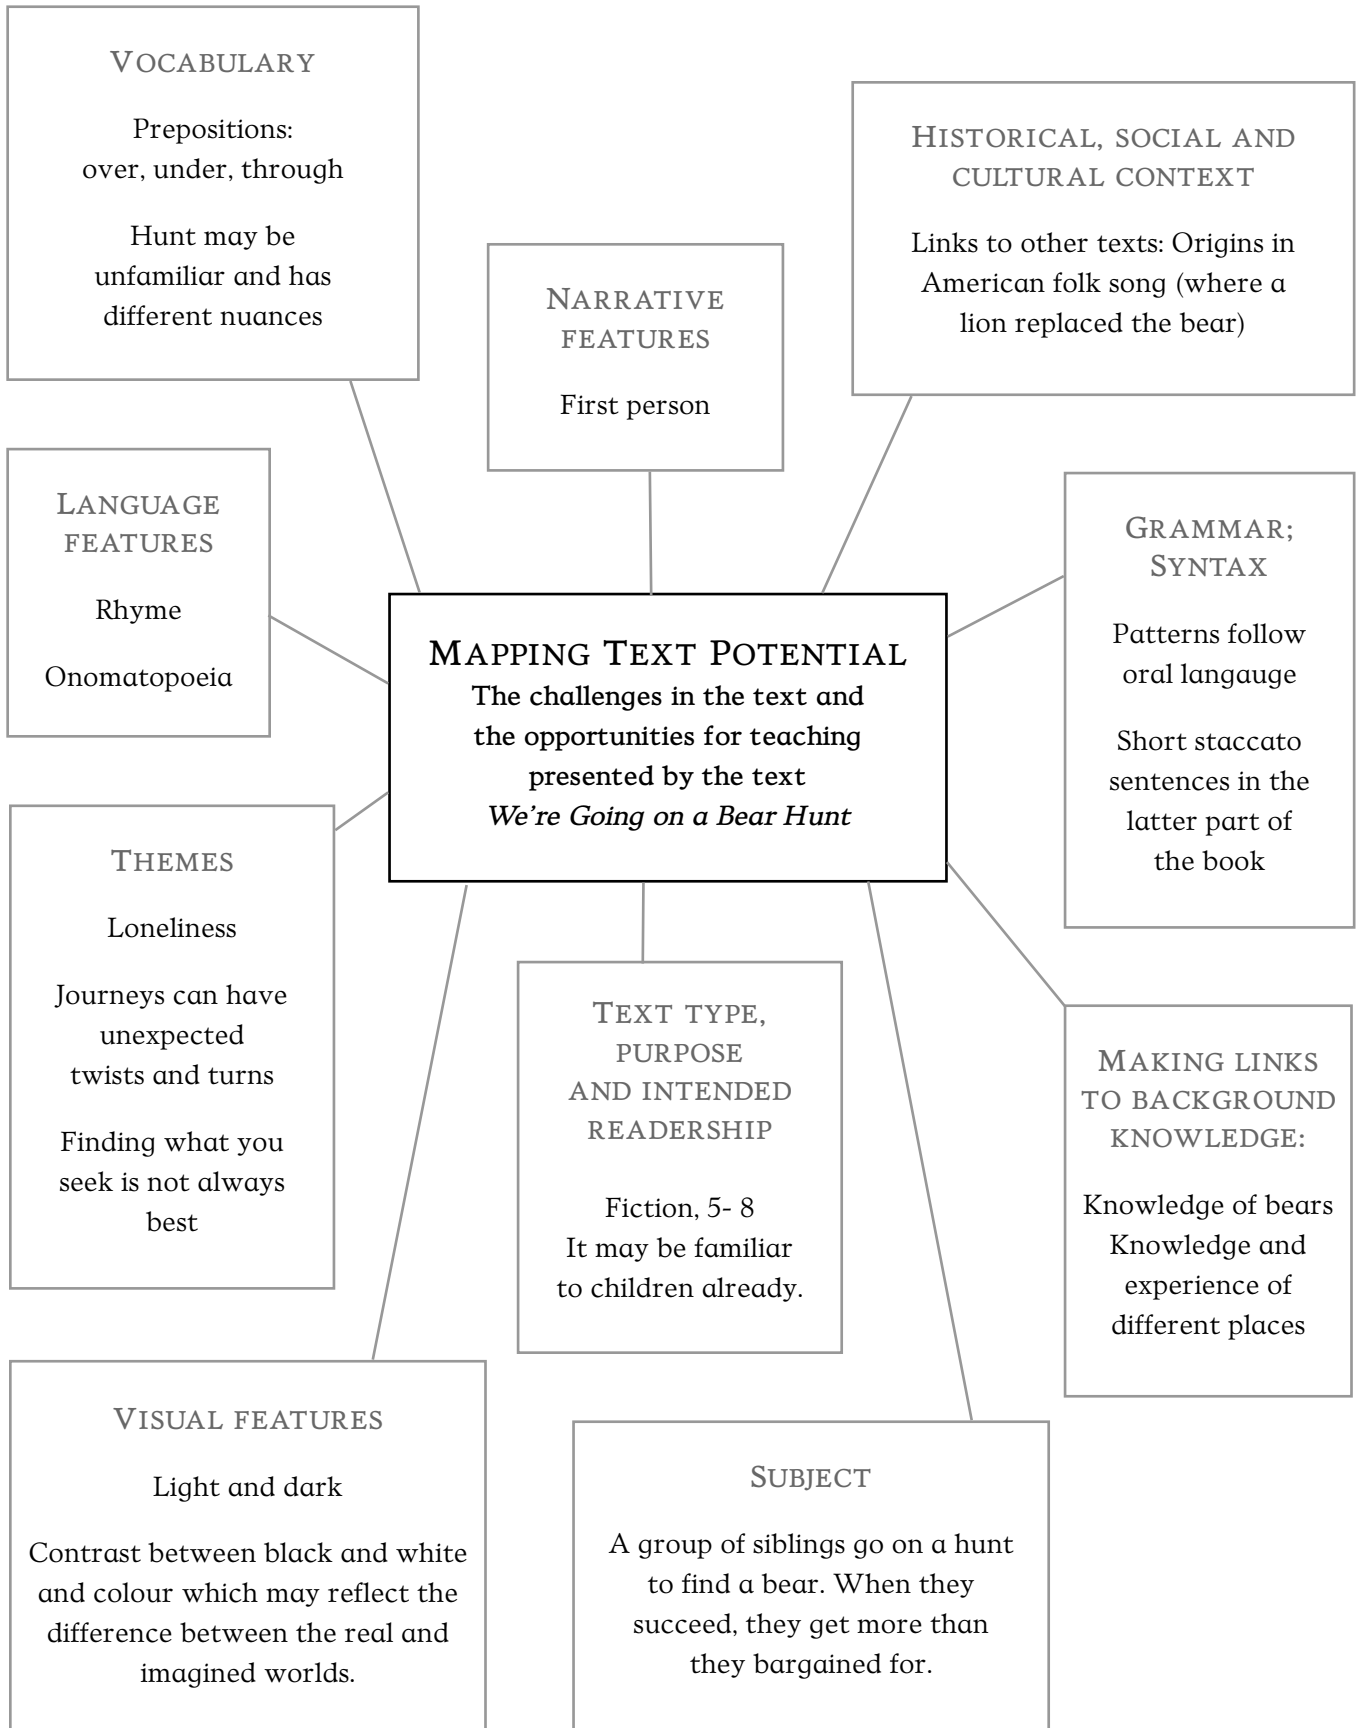 VOCABULARY
Prepositions:
over, under, through
Hunt may be
unfamiliar and has
different nuances
HISTORICAL, SOCIAL AND
CULTURAL CONTEXT
Links to other texts: Origins in
American folk song (where a
lion replaced the bear)
NARRATIVE
FEATURES
First person
LANGUAGE
FEATURES
Rhyme
Onomatopoeia
GRAMMAR;
SYNTAX
Patterns follow
oral langauge
Short staccato
sentences in the
latter part of
the book
MAPPING TEXT POTENTIAL
The challenges in the text and
the opportunities for teaching
presented by the text
We're Going on a Bear Hunt
THEMES
Loneliness
Journeys can have
unexpected
twists and turns
Finding what you
seek is not always
best
TEXT TYPE,
PURPOSE
AND INTENDED
READERSHIP
Fiction, 5- 8
It may be familiar
to children already.
MAKING LINKS
TO BACKGROUND
KNOWLEDGE:
Knowledge of bears
Knowledge and
experience of
different places
VISUAL FEATURES
Light and dark
Contrast between black and white
and colour which may reflect the
difference between the real and
imagined worlds.
SUBJECT
A group of siblings go on a hunt
to find a bear. When they
succeed, they get more than
they bargained for.